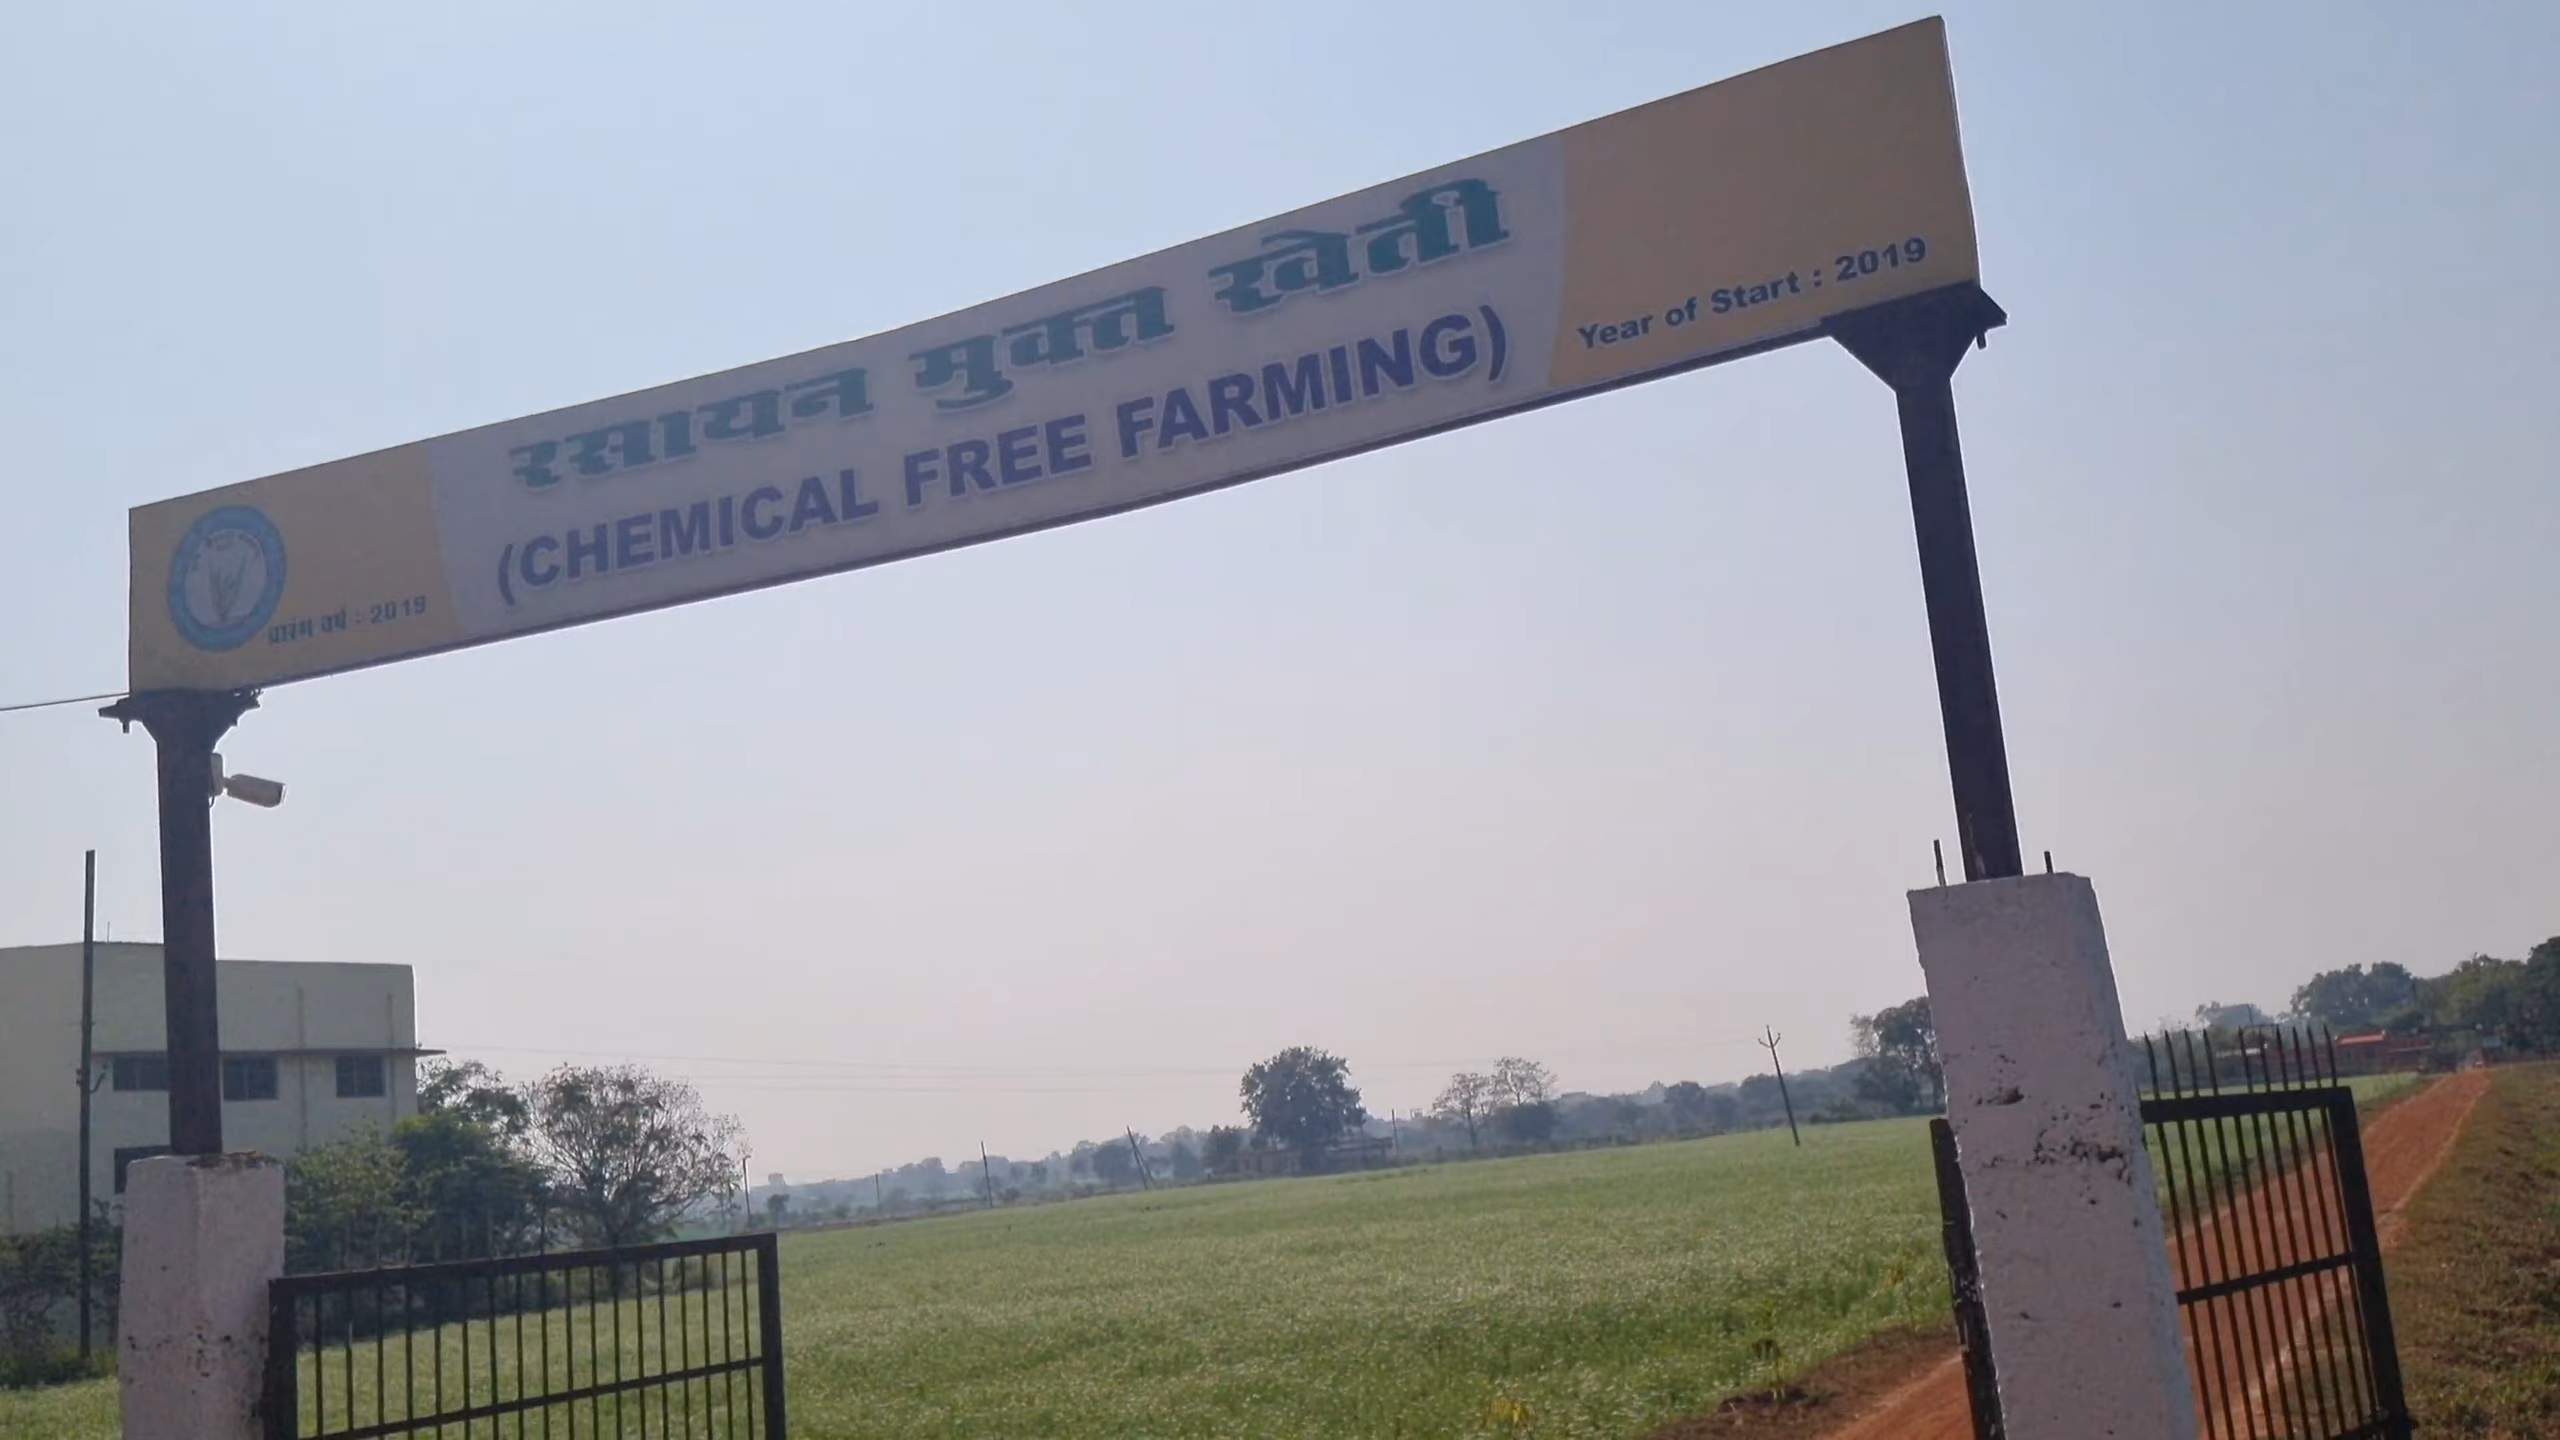 रसायन मुक्त खेती
(CHEMICAL FREE FARMING)
प्रारंभ वर्ष : 2019
Year of Start : 2019